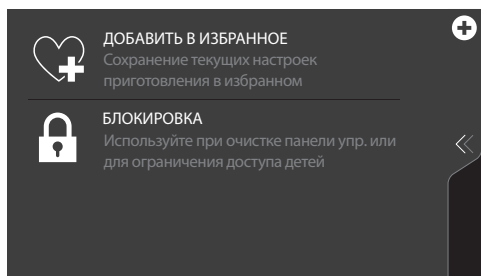 ДОБАВИТЬ В ИЗБРАННОЕ
Сохранение текущих настроек
приготовления в избранном
БЛОКИРОВКА
Используйте при очистке панели упр. или
для ограничения доступа детей